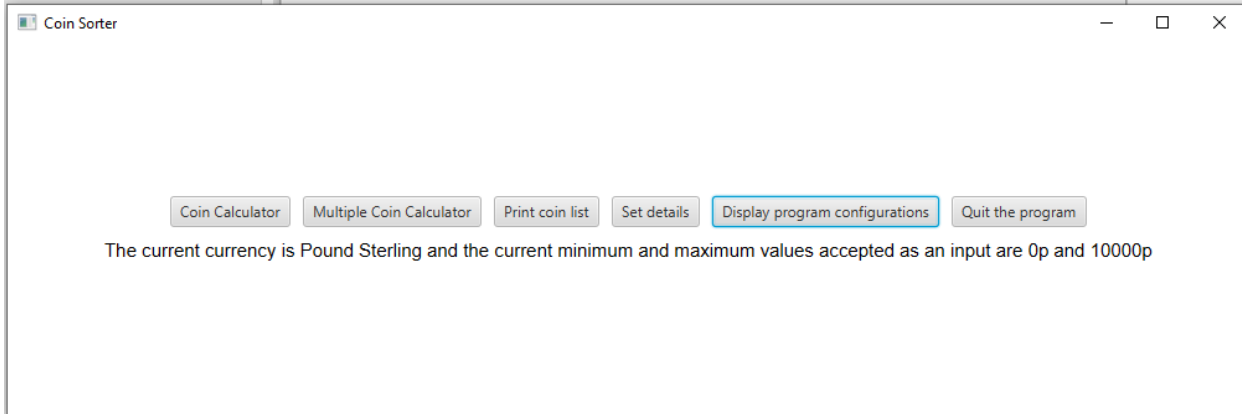 Coin Sorter
Coin Calculator Multiple Coin Calculator Print coin list Set details Display program configurations Quit the program
The current currency is Pound Sterling and the current minimum and maximum values accepted as an input are 0p and 10000p